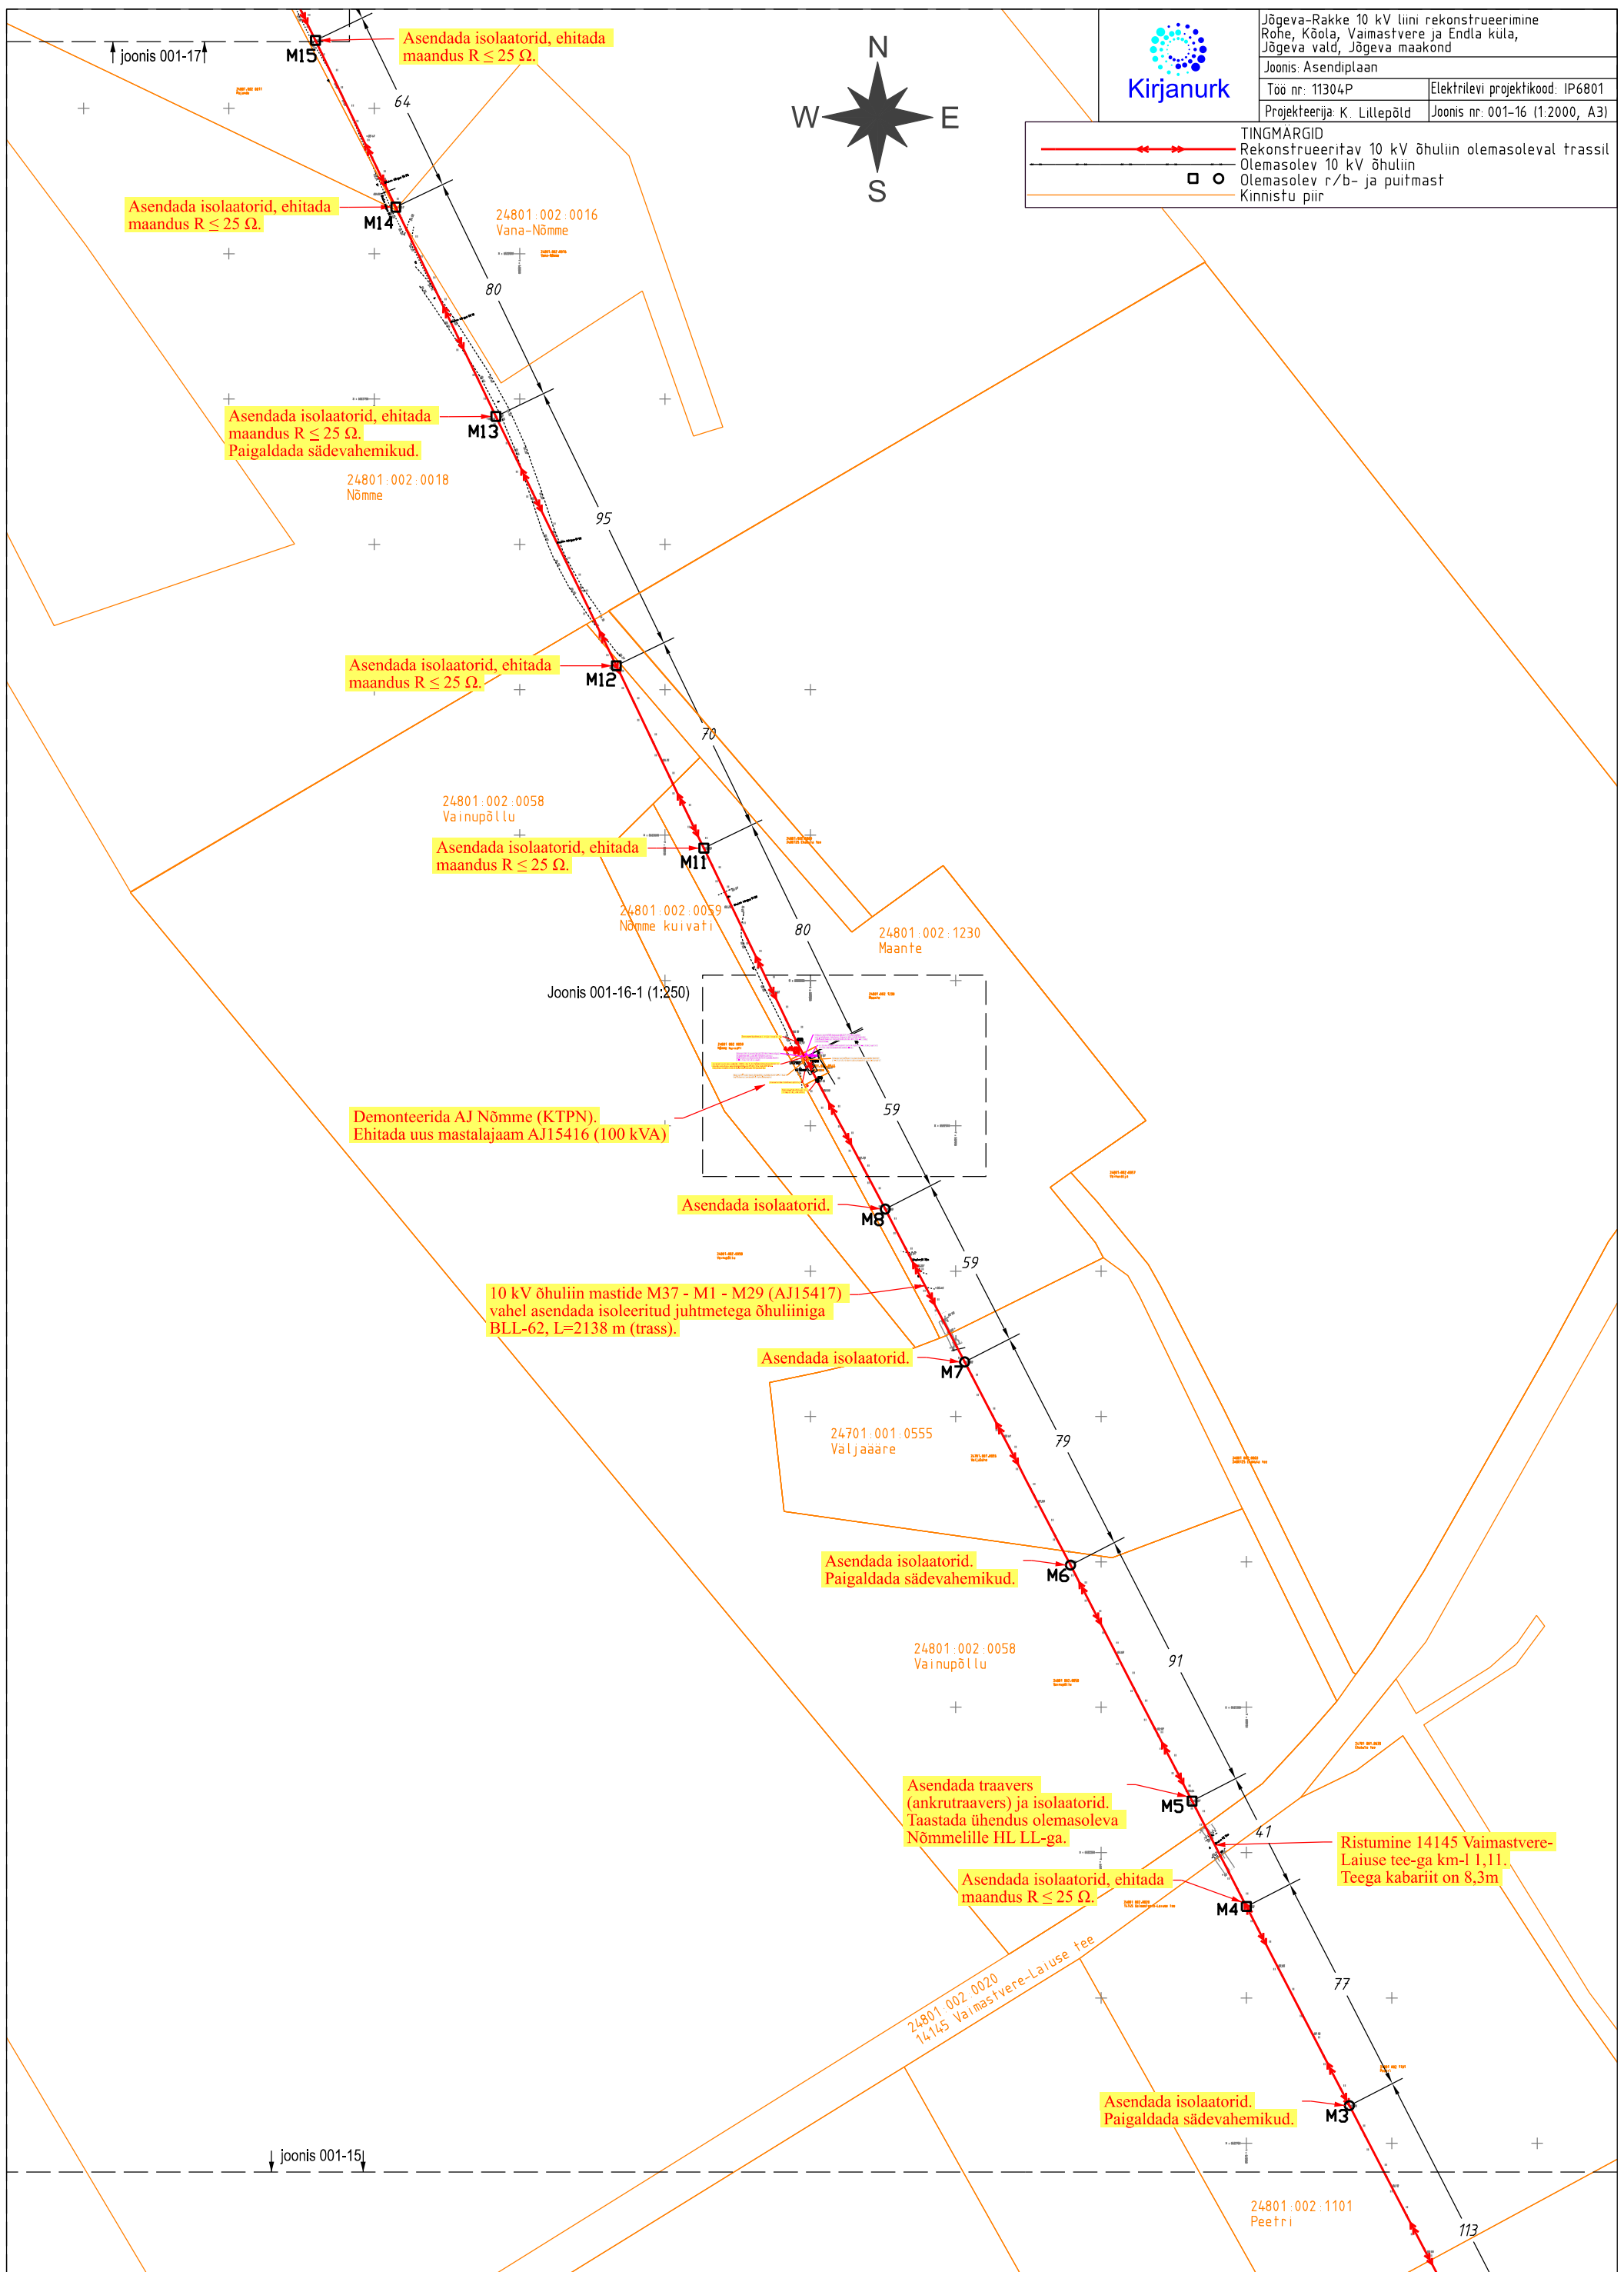 Kirjanurk
Jõgeva-Rakke 10 kV liini rekonstrueerimine
Rohe, Kõola, Vaimastvere ja Endla küla,
Jõgeva vald, Jõgeva maakond
Joonis: Asendiplaan
Töö nr: 11304P
Elektrilevi projektikood: IP6801
Projekteerija: K. Lillepõld
Joonis nr: 001-16 (1:2000, A3)
TINGMÄRGID
Rekonstrueeritav 10 kV õhuliin olemasoleval trassil
Olemasolev 10 kV õhuliin
Olemasolev r/b- ja puitmast
Kinnistu piir
N
W
E
S
joonis 001-17
M15
Asendada isolaatorid, ehitada
maandus R ≤ 25 Ω.
64
Asendada isolaatorid, ehitada
maandus R ≤ 25 Ω.
M14
24801:002:0016
Vana-Nõmme
80
Asendada isolaatorid, ehitada
maandus R ≤ 25 Ω.
Paigaldada sädevahemikud.
M13
24801:002:0018
Nõmme
95
Asendada isolaatorid, ehitada
maandus R ≤ 25 Ω.
M12
70
24801:002:0058
Vainupõllu
Asendada isolaatorid, ehitada
maandus R ≤ 25 Ω.
M11
24801:002:0059
Nõmme kuivati
80
24801:002:1230
Maante
Joonis 001-16-1 (1:250)
Demonteerida AJ Nõmme (KTPN).
Ehitada uus mastalajaam AJ15416 (100 kVA)
59
Asendada isolaatorid.
M8
59
10 kV õhuliin mastide M37 - M1 - M29 (AJ15417)
vahel asendada isoleeritud juhtmetega õhuliiniga
BLL-62, L=2138 m (trass).
Asendada isolaatorid.
M7
24701:001:0555
Väljaääre
79
Asendada isolaatorid.
Paigaldada sädevahemikud.
M6
24801:002:0058
Vainupõllu
91
Asendada traavers
(ankrutraavers) ja isolaatorid.
Taastada ühendus olemasoleva
Nõmmelille HL LL-ga.
M5
41
Ristumine 14145 Vaimastvere-
Laiuse tee-ga km-l 1,11.
Teega kabariit on 8,3m
Asendada isolaatorid, ehitada
maandus R ≤ 25 Ω.
M4
24801:002:0020
14145 Vaimastvere-Laiuse tee
77
Asendada isolaatorid.
Paigaldada sädevahemikud.
M3
joonis 001-15
24801:002:1101
Peetri
113